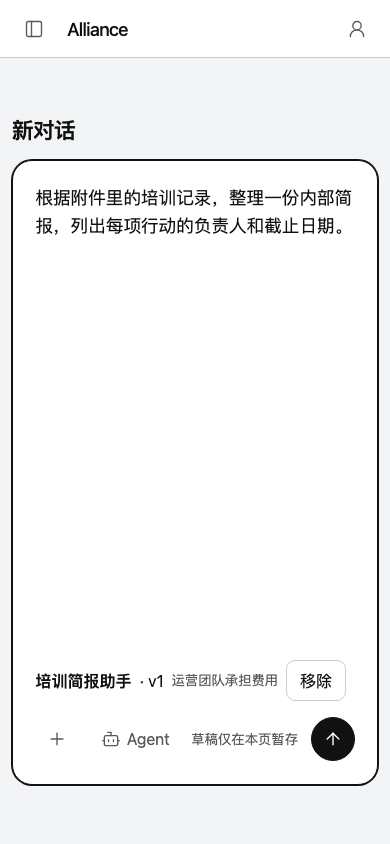 Alliance
新对话
根据附件里的培训记录，整理一份内部简
报，列出每项行动的负责人和截止日期。
培训简报助手 · v1 运营团队承担费用 移除
Agent 草稿仅在本页暂存